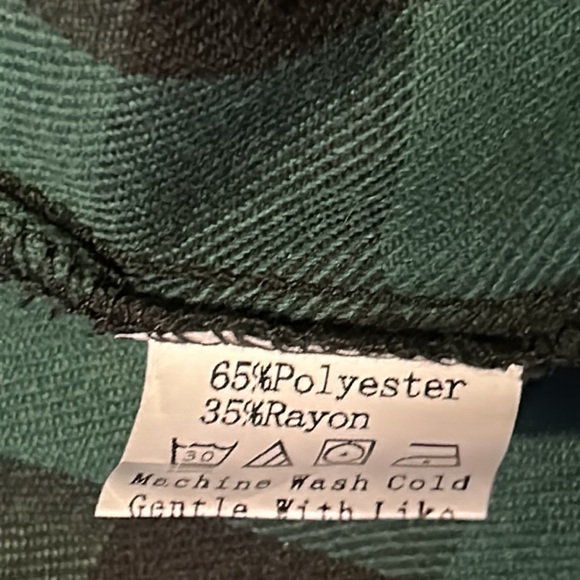 65%Polyester
35%Rayon
30
Machine Wash Cold
Gentle With Like